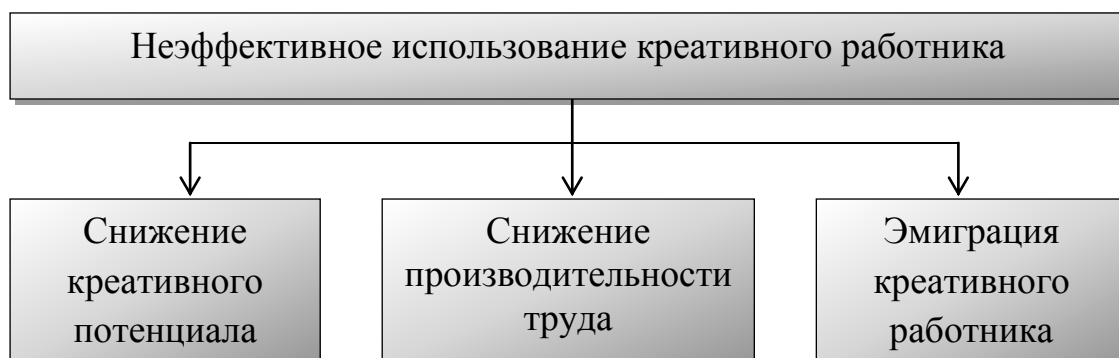 Неэффективное использование креативного работника
Снижение
креативного
потенциала
Снижение
производительности
труда
Эмиграция
креативного
работника